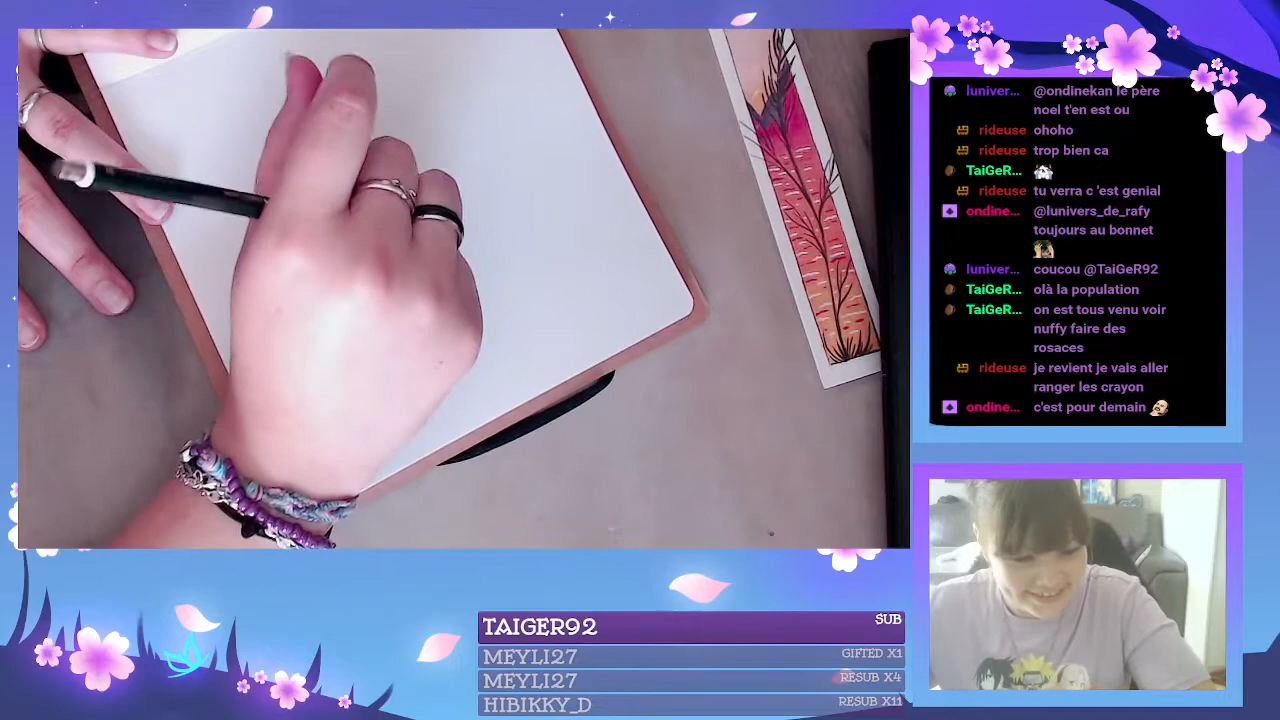 luniver... @ondinekan le père
noel t'en est ou
rideuse ohoho
rideuse trop bien ca
TaiGeR...
rideuse tu verra c 'est genial
ondine... @lunivers_de_rafy
toujours au bonnet
luniver... coucou @TaiGeR92
TaiGeR... olà la population
TaiGeR... on est tous venu voir
nuffy faire des
rosaces
rideuse je revient je vais aller
ranger les crayon
ondine... c'est pour demain
TAIGER92 SUB
MEYLI27 GIFTED X1
MEYLI27 RESUB X4
HIBIKKY_D RESUB X11